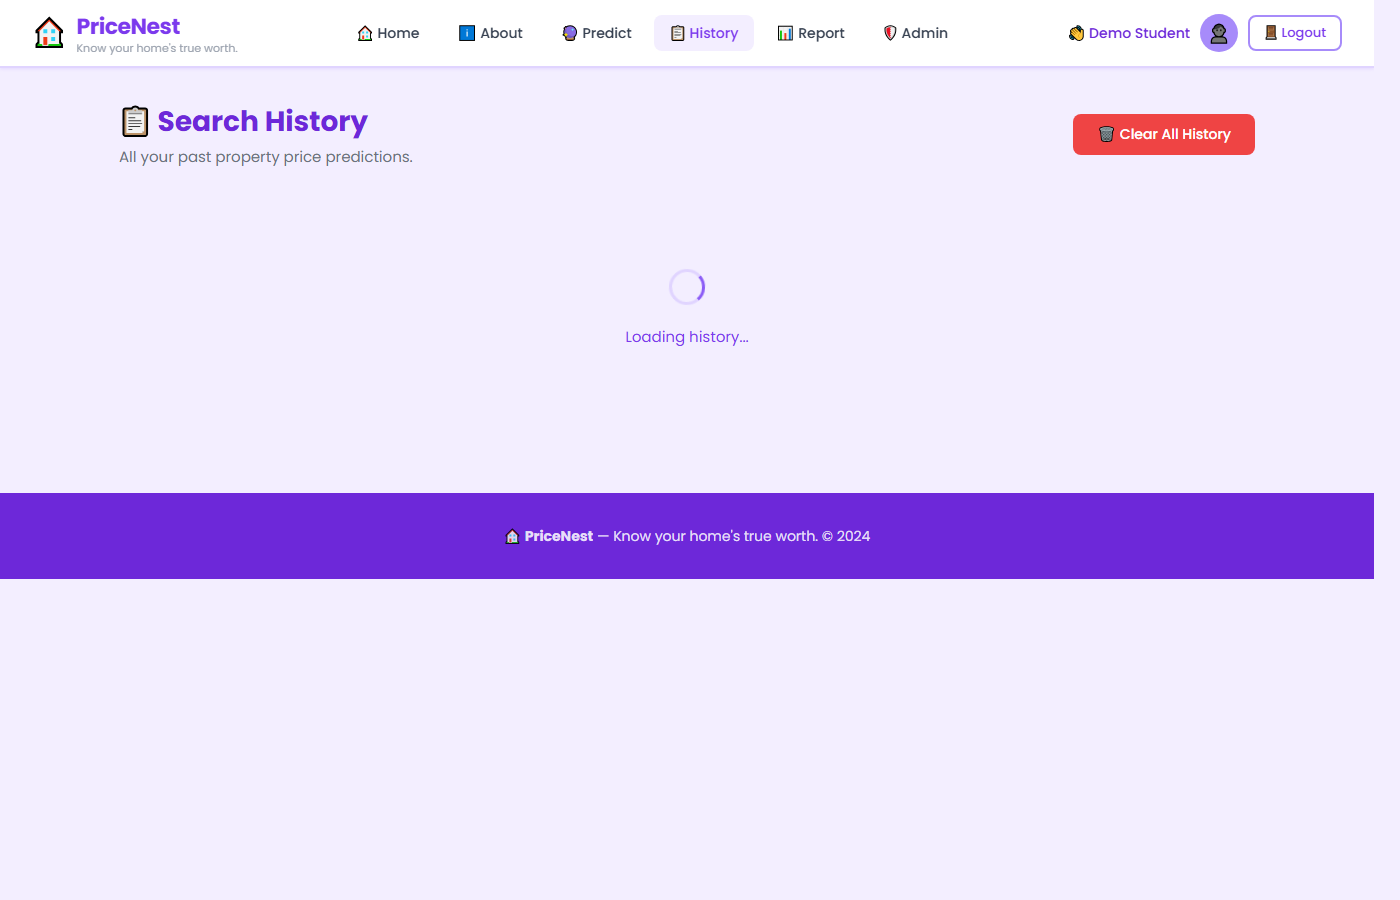 PriceNest
Know your home's true worth.
Home
About
Predict
History
Report
Admin
Demo Student
Logout
Search History
All your past property price predictions.
Clear All History
Loading history...
PriceNest — Know your home's true worth. © 2024